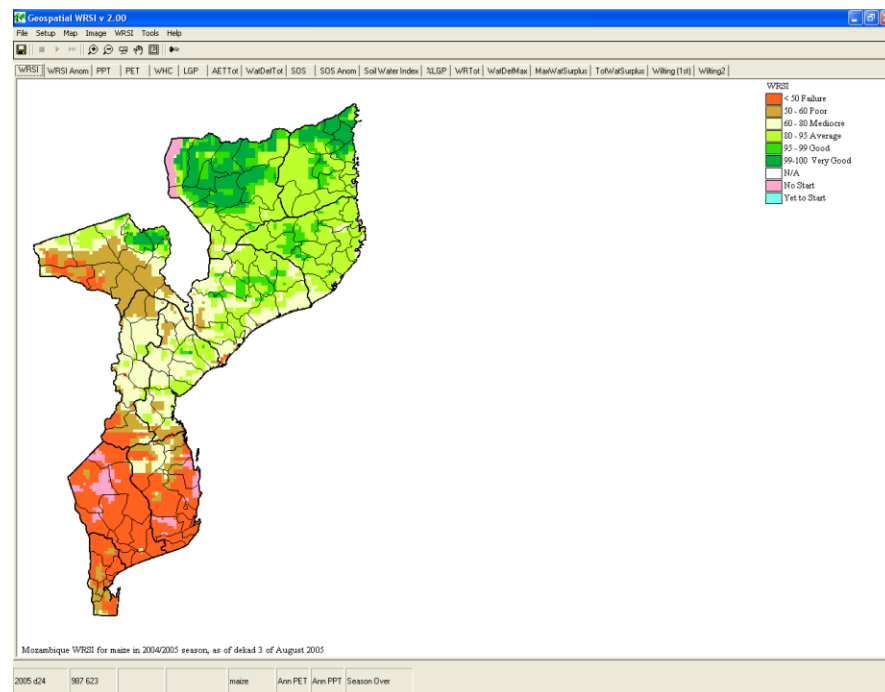 Geospatial WRSI v 2.00
File Setup Map Image WRSI Tools Help
WRSI WRSI Anom PPT PET WHC LGP AETTot WatDefTot SOS SOS Anom Soil Water Index %LGP WRTot WatDefMax MaxWatSurplus TofWatSurplus Wilting (1st) Wilting2
WRSI
< 50 Failure
50 - 60 Poor
60 - 80 Mediocre
80 - 95 Average
95 - 99 Good
99-100 Very Good
N/A
No Start
Yet to Start
Mozambique WRSI for maize in 2004/2005 season, as of dekad 3 of August 2005
2005 d24 987 623 maize Ann PET Ann PPT Season Over